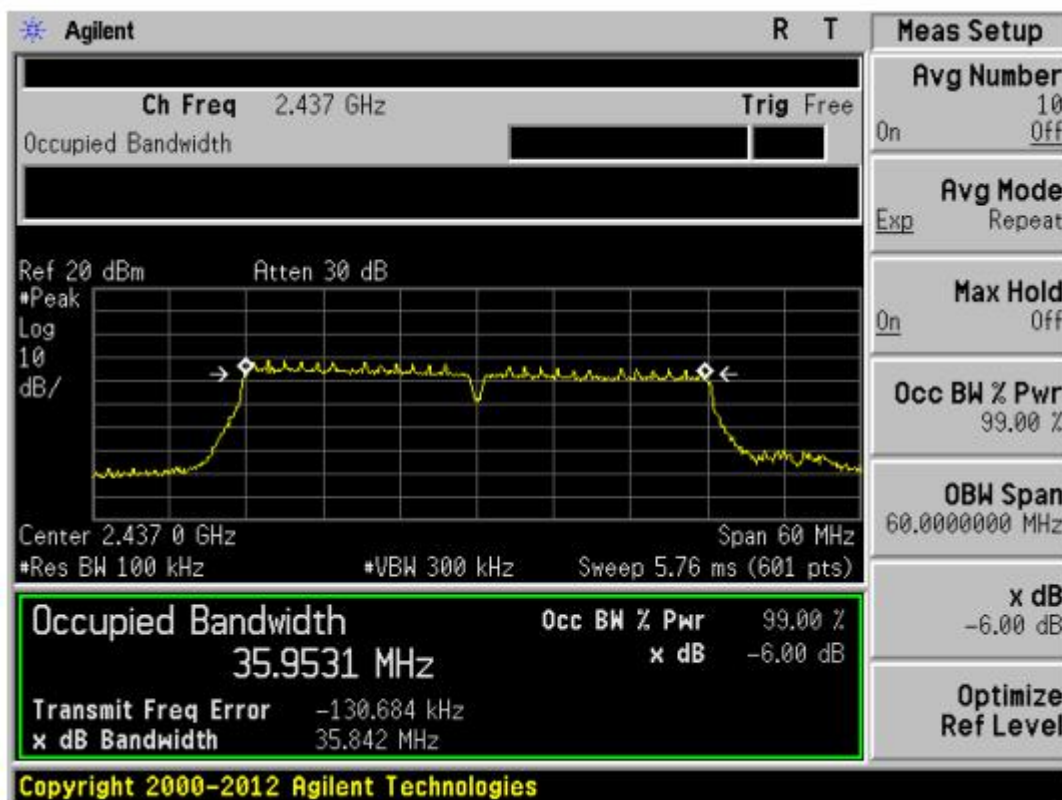 Agilent R T Meas Setup
Avg Number
10
On Off
Ch Freq 2.437 GHz Trig Free
Occupied Bandwidth
Avg Mode
Exp Repeat
Ref 20 dBm Atten 30 dB
#Peak
Log
10
dB/
Max Hold
On Off
Occ BW % Pwr
99.00 %
OBW Span
60.0000000 MHz
Center 2.437 0 GHz Span 60 MHz
#Res BW 100 kHz #VBW 300 kHz Sweep 5.76 ms (601 pts)
x dB
-6.00 dB
Occupied Bandwidth Occ BW % Pwr 99.00 %
35.9531 MHz x dB -6.00 dB
Transmit Freq Error -130.684 kHz
x dB Bandwidth 35.842 MHz
Optimize
Ref Level
Copyright 2000-2012 Agilent Technologies